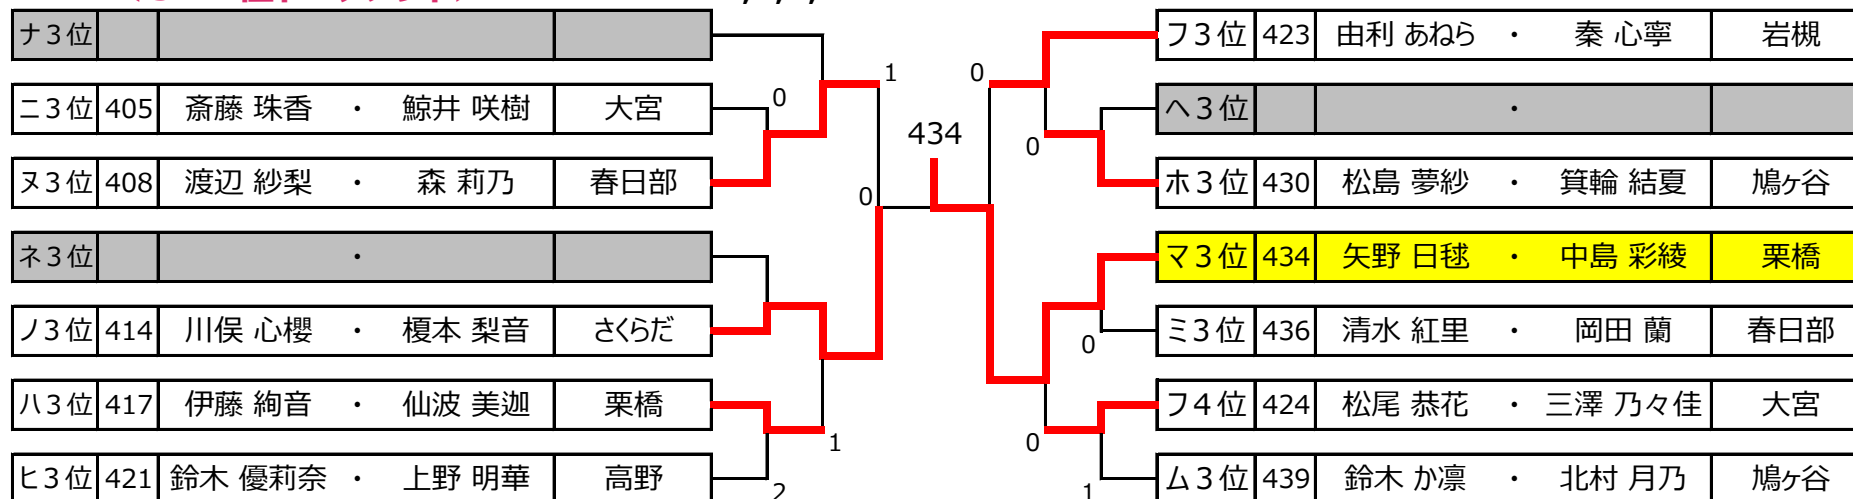 ナ3位
ニ3位 405 斎藤 珠香 ・ 鯨井 咲樹 大宮
ヌ3位 408 渡辺 紗梨 ・ 森 莉乃 春日部
ネ3位 ・
ノ3位 414 川俣 心櫻 ・ 榎本 梨音 さくらだ
ハ3位 417 伊藤 絢音 ・ 仙波 美迦 栗橋
ヒ3位 421 鈴木 優莉奈 ・ 上野 明華 高野
0
1
0
1
2
434
0
0
0
0
1
フ3位 423 由利 あねら ・ 秦 心寧 岩槻
ヘ3位 ・
ホ3位 430 松島 夢紗 ・ 箕輪 結夏 鳩ヶ谷
マ3位 434 矢野 日毬 ・ 中島 彩綾 栗橋
ミ3位 436 清水 紅里 ・ 岡田 蘭 春日部
フ4位 424 松尾 恭花 ・ 三澤 乃々佳 大宮
ム3位 439 鈴木 か凛 ・ 北村 月乃 鳩ヶ谷